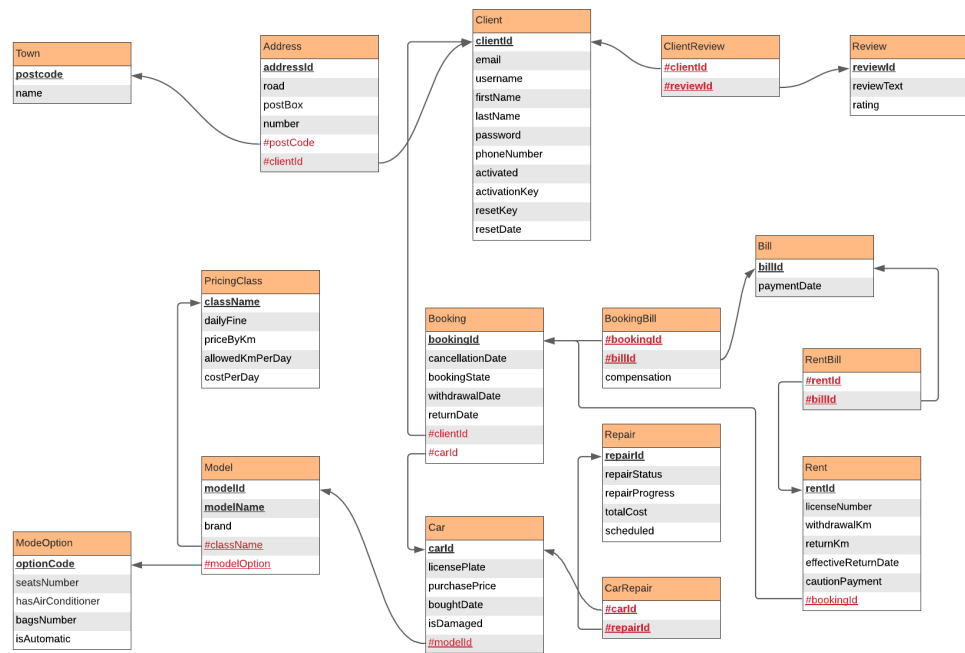 Town
postcode
name
Address
addressId
road
postBox
number
#postCode
#clientId
Client
clientId
email
username
firstName
lastName
password
phoneNumber
activated
activationKey
resetKey
resetDate
ClientReview
#clientId
#reviewId
Review
reviewId
reviewText
rating
PricingClass
className
dailyFine
priceByKm
allowedKmPerDay
costPerDay
Booking
bookingId
cancellationDate
bookingState
withdrawalDate
returnDate
#clientId
#carId
BookingBill
#bookingId
#billId
compensation
Bill
billId
paymentDate
RentBill
#rentId
#billId
Model
modelId
modelName
brand
#className
#modelOption
ModeOption
optionCode
seatsNumber
hasAirConditioner
bagsNumber
isAutomatic
Car
carId
licensePlate
purchasePrice
boughtDate
isDamaged
#modelId
Repair
repairId
repairStatus
repairProgress
totalCost
scheduled
CarRepair
#carId
#repairId
Rent
rentId
licenseNumber
withdrawalKm
returnKm
effectiveReturnDate
cautionPayment
#bookingId